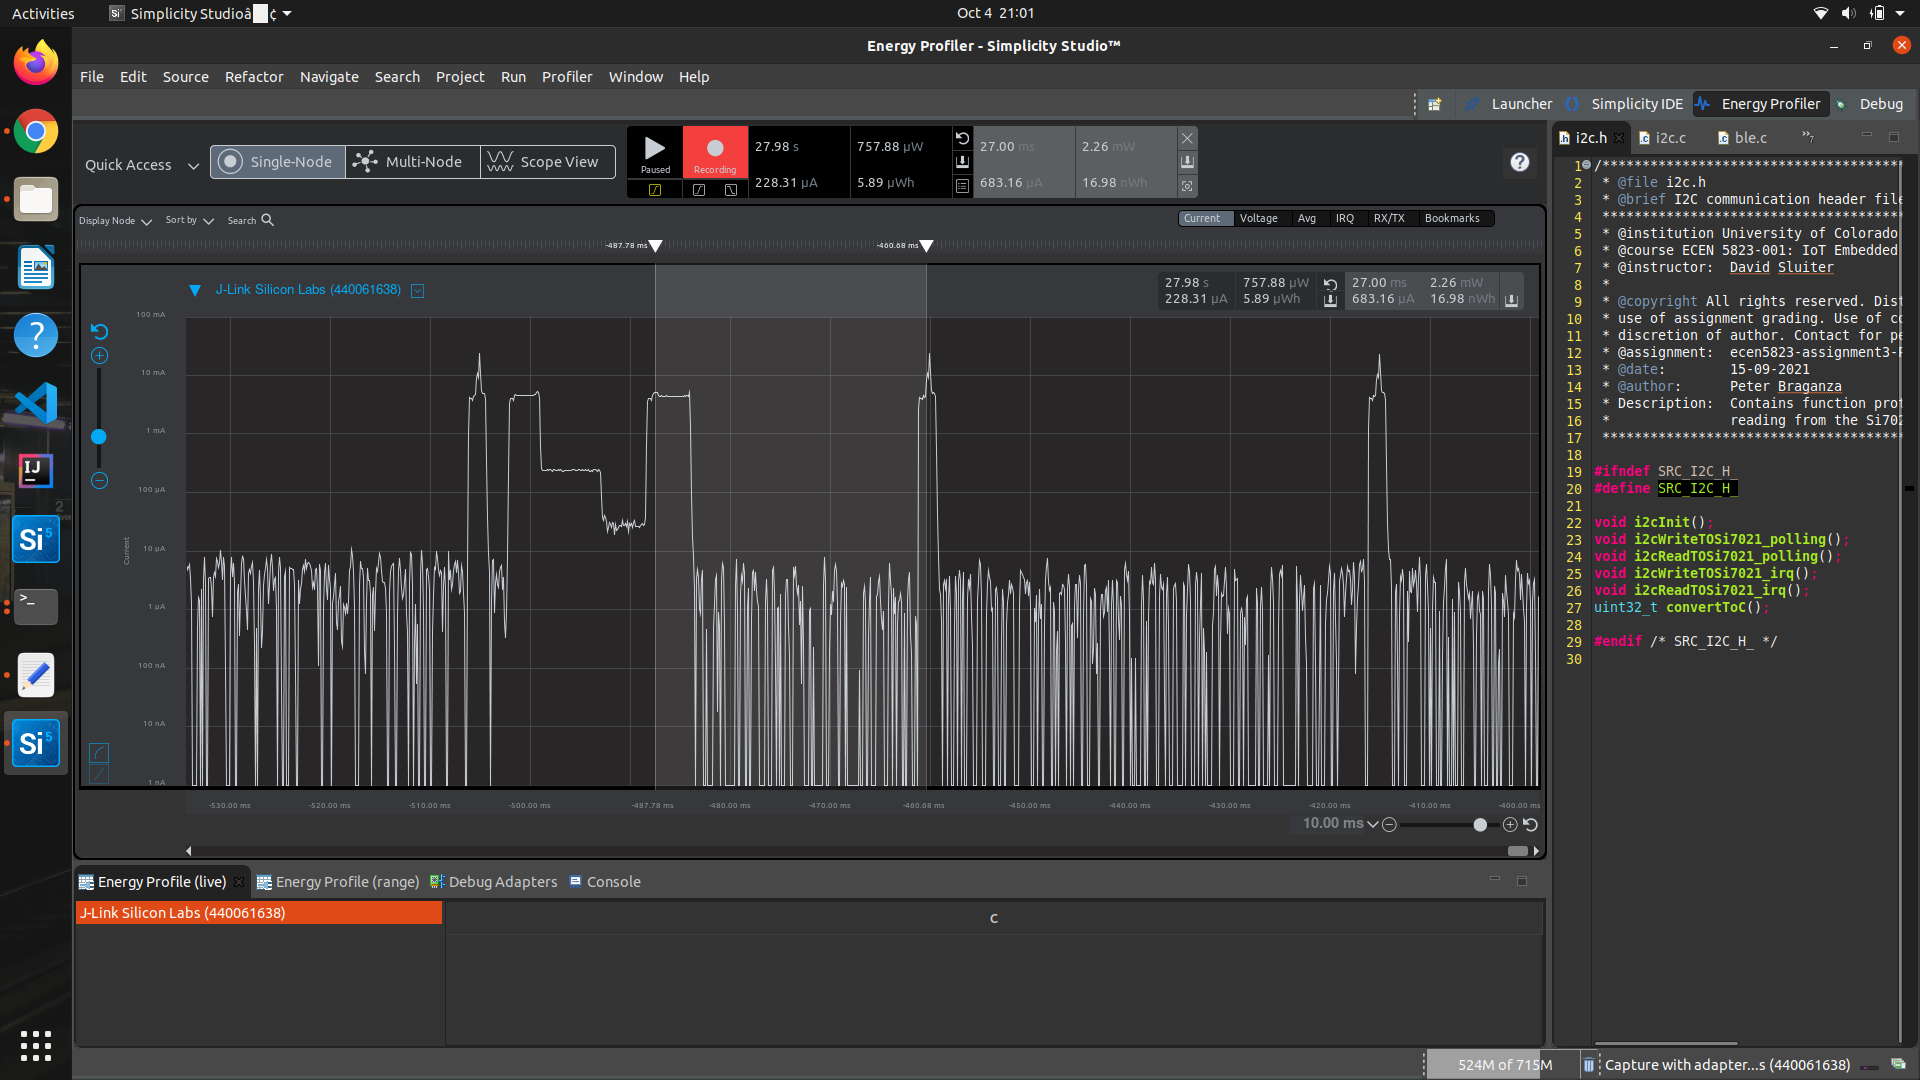 Activities
Simplicity Studioâ ¢
Oct 4 21:01
Energy Profiler - Simplicity Studio™
File Edit Source Refactor Navigate Search Project Run Profiler Window Help
Launcher Simplicity IDE Energy Profiler Debug
Quick Access
Single-Node Multi-Node Scope View
Paused
Recording
27.98 s 757.88 µW
228.31 µA 5.89 µWh
27.00 ms 2.26 mW
683.16 µA 16.98 nWh
Display Node Sort by Search
Current Voltage Avg IRQ RX/TX Bookmarks
-487.78 ms -460.68 ms
J-Link Silicon Labs (440061638)
27.98 s 757.88 µW 27.00 ms 2.26 mW
228.31 µA 5.89 µWh 683.16 µA 16.98 nWh
100 mA
10 mA
1 mA
100 µA
10 µA
1 µA
100 nA
10 nA
1 nA
Current
-530.00 ms -520.00 ms -510.00 ms -500.00 ms -487.78 ms -480.00 ms -470.00 ms -460.68 ms -450.00 ms -440.00 ms -430.00 ms -420.00 ms -410.00 ms -400.00 ms
10.00 ms
Energy Profile (live) Energy Profile (range) Debug Adapters Console
J-Link Silicon Labs (440061638)
C
i2c.h i2c.c ble.c »7
1 /**************************************
2 * @file i2c.h
3 * @brief I2C communication header file
4 **************************************
5 * @institution University of Colorado
6 * @course ECEN 5823-001: IoT Embedded
7 * @instructor: David Sluiter
8 *
9 * @copyright All rights reserved. Dist
10 * use of assignment grading. Use of co
11 * discretion of author. Contact for pe
12 * @assignment: ecen5823-assignment3-P
13 * @date: 15-09-2021
14 * @author: Peter Braganza
15 * Description: Contains function prot
16 * reading from the Si702
17 **************************************
18
19 #ifndef SRC_I2C_H_
20 #define SRC_I2C_H_
21
22 void i2cInit();
23 void i2cWriteTOSi7021_polling();
24 void i2cReadTOSi7021_polling();
25 void i2cWriteTOSi7021_irq();
26 void i2cReadTOSi7021_irq();
27 uint32_t convertToC();
28
29 #endif /* SRC_I2C_H_ */
30
524M of 715M
Capture with adapter...s (440061638)